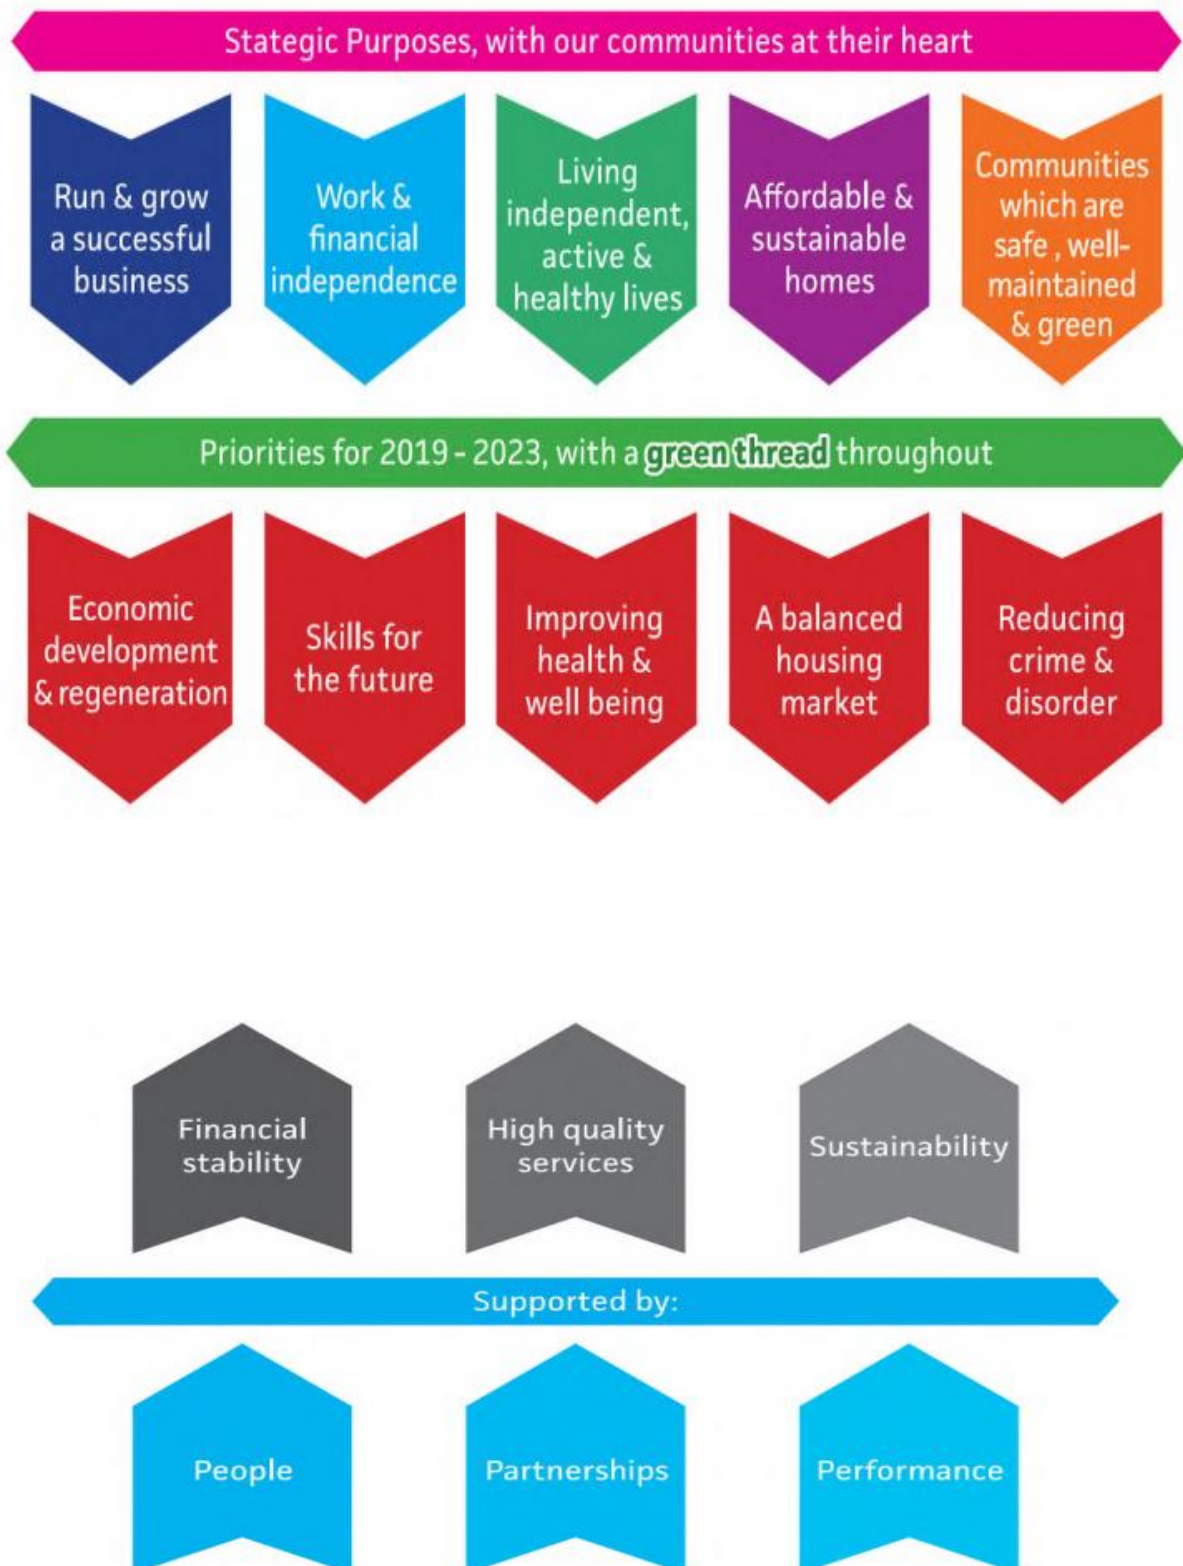 Stategic Purposes, with our communities at their heart
Run & grow
a successful
business
Work &
financial
independence
Living
independent,
active &
healthy lives
Affordable &
sustainable
homes
Communities
which are
safe , well-
maintained
& green
Priorities for 2019 - 2023, with a green thread throughout
Economic
development
& regeneration
Skills for
the future
Improving
health &
well being
A balanced
housing
market
Reducing
crime &
disorder
Financial
stability
High quality
services
Sustainability
Supported by:
People
Partnerships
Performance